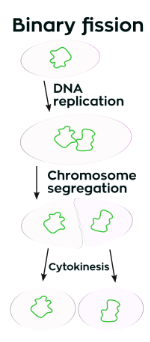 Binary fission
DNA
replication
Chromosome
segregation
Cytokinesis